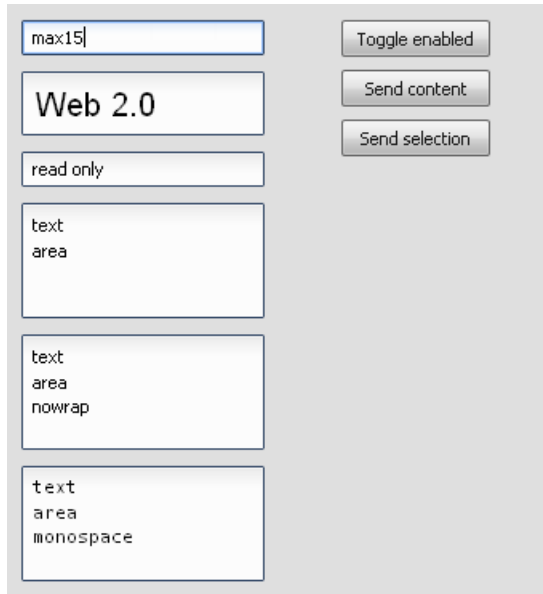 max15
Web 2.0
read only
text
area
text
area
nowrap
text
area
monospace
Toggle enabled
Send content
Send selection